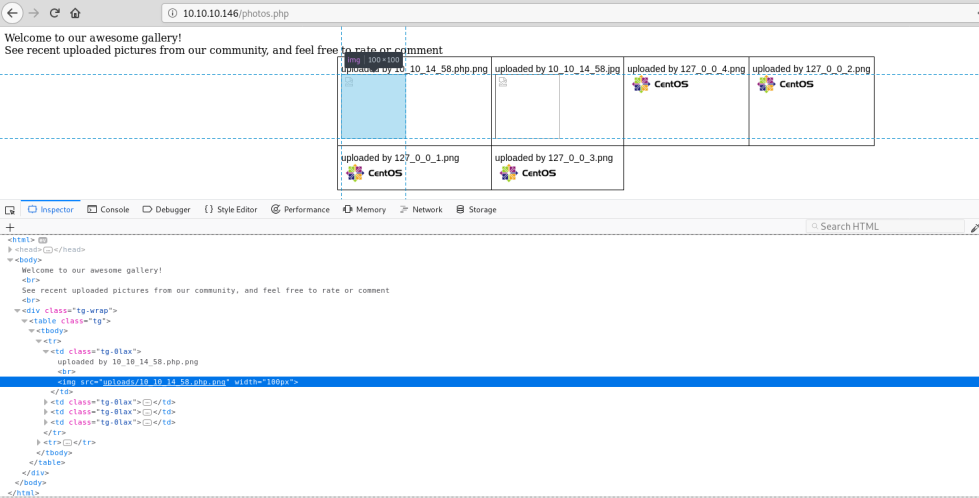 10.10.10.146/photos.php
Welcome to our awesome gallery!
See recent uploaded pictures from our community, and feel free to rate or comment
img | 100 × 100
uploaded by 10_10_14_58.php.png
uploaded by 10_10_14_58.jpg
uploaded by 127_0_0_4.png
uploaded by 127_0_0_2.png
CentOS
CentOS
uploaded by 127_0_0_1.png
uploaded by 127_0_0_3.png
CentOS
CentOS
Inspector Console Debugger {} Style Editor Performance Memory Network Storage
+ Search HTML
<html>
<head></head>
<body>
Welcome to our awesome gallery!
<br>
See recent uploaded pictures from our community, and feel free to rate or comment
<br>
<div class="tg-wrap">
<table class="tg">
<tbody>
<tr>
<td class="tg-0lax">
uploaded by 10_10_14_58.php.png
<br>
<img src="uploads/10_10_14_58.php.png" width="100px">
</td>
<td class="tg-0lax"></td>
<td class="tg-0lax"></td>
<td class="tg-0lax"></td>
</tr>
<tr></tr>
</tbody>
</table>
</div>
</body>
</html>